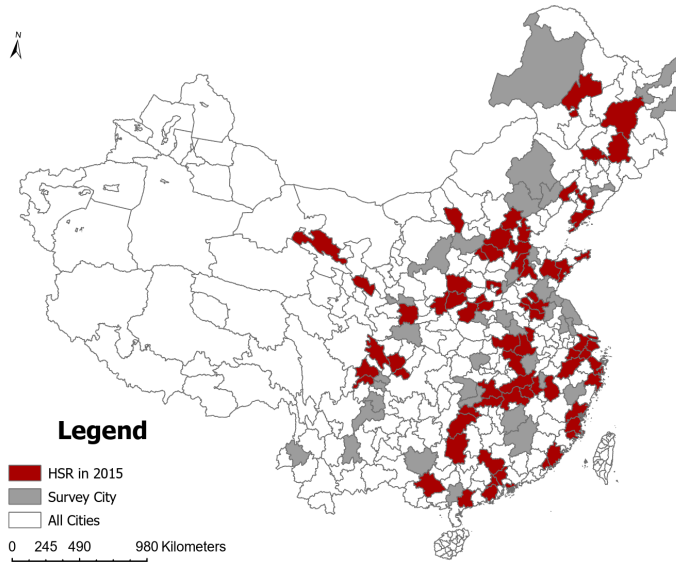 N
Legend
HSR in 2015
Survey City
All Cities
0 245 490 980 Kilometers